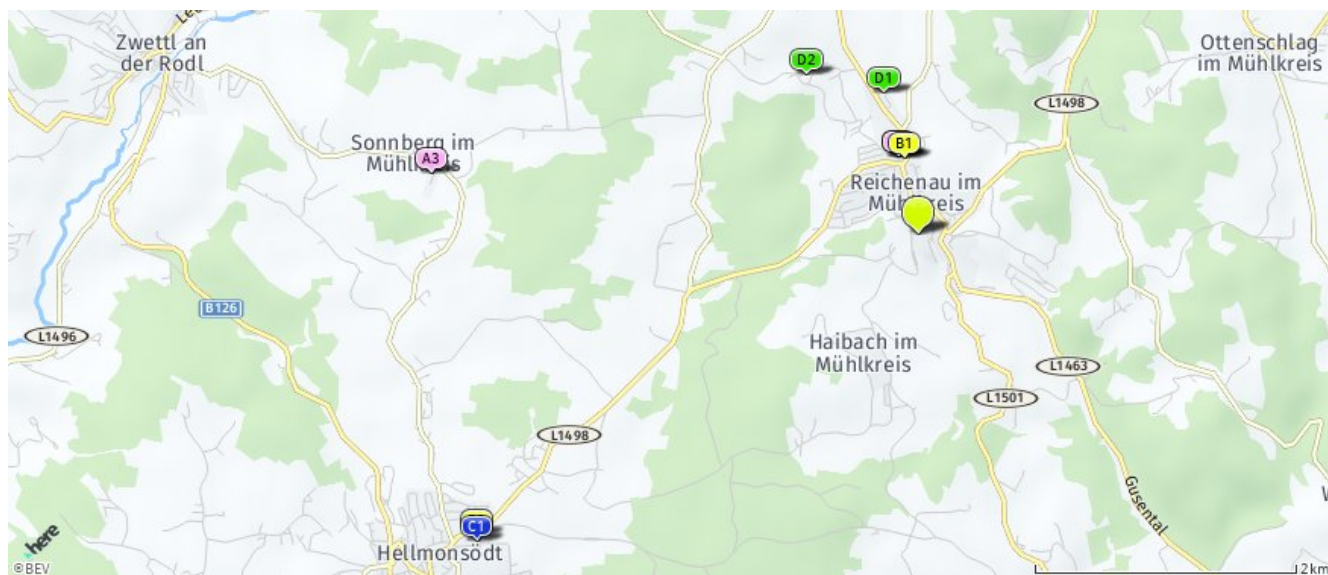 Zwettl an
der Rodl
Le
D2
D1
Ottenschlag
im Mühlkreis
L1498
Sonnberg im
Mühlkreis
A3
B1
Reichenau im
Mühlkreis
B126
L1496
Haibach im
Mühlkreis
L1463
L1501
L1498
Gusental
W
C1
Hellmonsödt
here
©BEV
2km